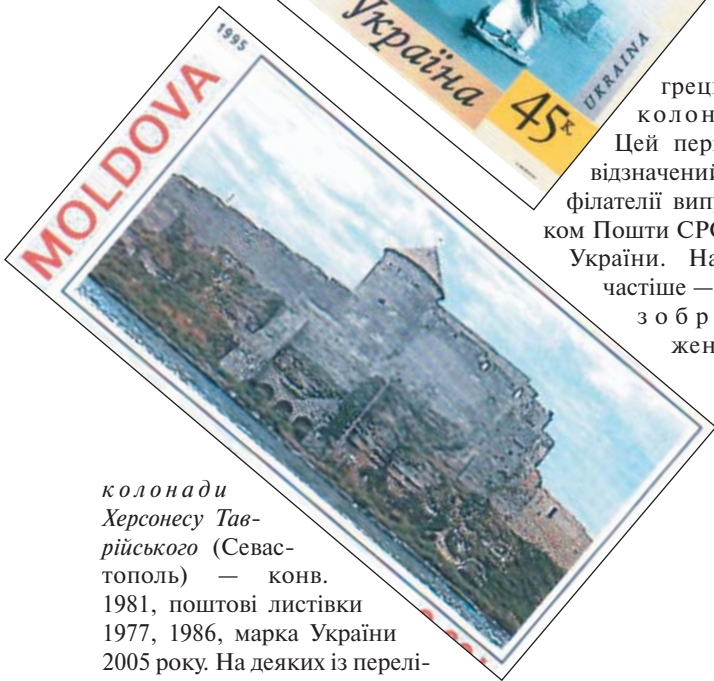 Україна
45к
UKRAINA
1995
MOLDOVA
грец
колон
Цей пер
відзначений
філателії вип
ком Пошти СРС
України. На
частіше —
зобр
жен
колонади
Херсонесу Тав-
рійського (Севас-
тополь) — конв.
1981, поштові листівки
1977, 1986, марка України
2005 року. На деяких із перелі-